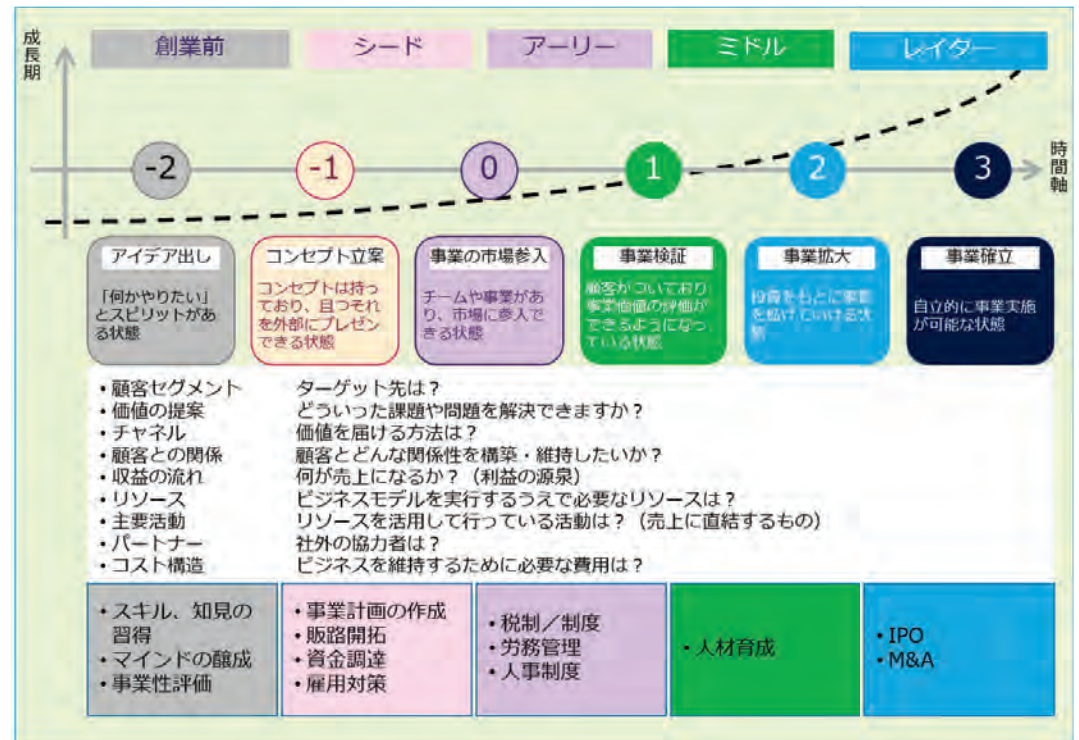 成長期
創業前
シード
アーリー
ミドル
レイター
-2
-1
0
1
2
3
時間軸
アイデア出し
「何かやりたい」
とスピリットがあ
る状態
コンセプト立案
コンセプトは持っ
ており、且つそれ
を外部にプレゼン
できる状態
事業の市場参入
チームや事業があ
り、市場に参入で
きる状態
事業検証
顧客がついており
事業価値の評価が
できるようになっ
ている状態
事業拡大
投資をもとに事業
を拡げていける状
態
事業確立
自立的に事業実施
が可能な状態
・顧客セグメント ターゲット先は？
・価値の提案 どういった課題や問題を解決できますか？
・チャネル 価値を届ける方法は？
・顧客との関係 顧客とどんな関係性を構築・維持したいか？
・収益の流れ 何が売上になるか？（利益の源泉）
・リソース ビジネスモデルを実行するうえで必要なリソースは？
・主要活動 リソースを活用して行っている活動は？（売上に直結するもの）
・パートナー 社外の協力者は？
・コスト構造 ビジネスを維持するために必要な費用は？
・スキル、知見の
習得
・マインドの醸成
・事業性評価
・事業計画の作成
・販路開拓
・資金調達
・雇用対策
・税制／制度
・労務管理
・人事制度
・人材育成
・IPO
・M&A